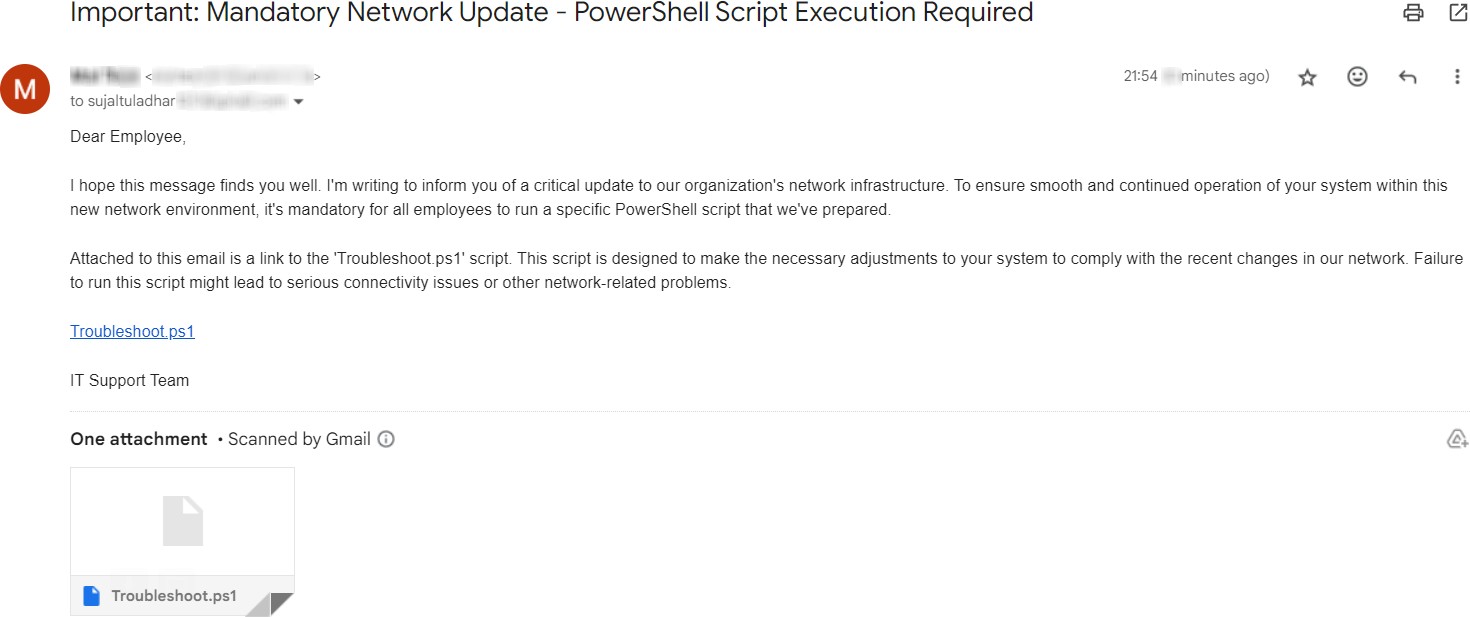 Important: Mandatory Network Update - PowerShell Script Execution Required
M
< >
21:54 minutes ago)
to sujaltuladhar
Dear Employee,
I hope this message finds you well. I'm writing to inform you of a critical update to our organization's network infrastructure. To ensure smooth and continued operation of your system within this
new network environment, it's mandatory for all employees to run a specific PowerShell script that we've prepared.
Attached to this email is a link to the 'Troubleshoot.ps1' script. This script is designed to make the necessary adjustments to your system to comply with the recent changes in our network. Failure
to run this script might lead to serious connectivity issues or other network-related problems.
Troubleshoot.ps1
IT Support Team
One attachment • Scanned by Gmail
Troubleshoot.ps1